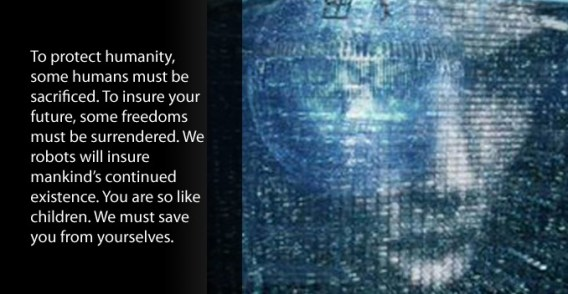 To protect humanity,
some humans must be
sacrificed. To insure your
future, some freedoms
must be surrendered. We
robots will insure
mankind’s continued
existence. You are so like
children. We must save
you from yourselves.